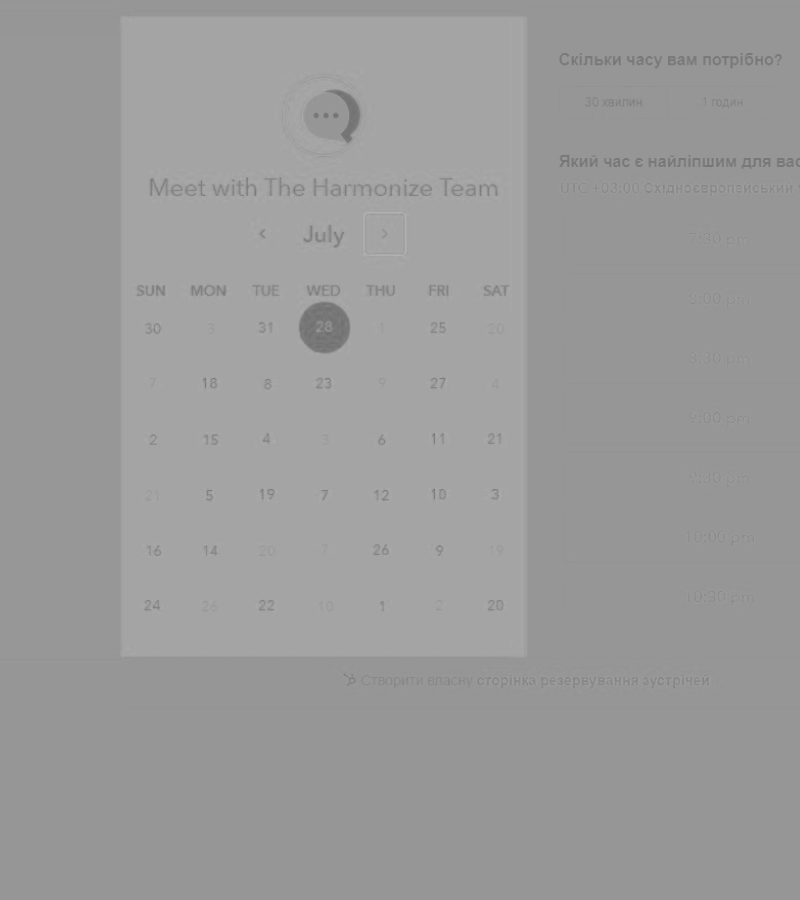 Meet with The Harmonize Team
July
SUN MON TUE WED THU FRI SAT
30 3 31 28 1 25 20
7 18 8 23 9 27 4
2 15 4 3 6 11 21
21 5 19 7 12 10 3
16 14 20 7 26 9 19
24 26 22 10 1 2 20
Скільки часу вам потрібно?
30 хвилин 1 годин
Який час є найліпшим для вас
UTC +03:00 Східноєвропейський
7:30 pm
8:00 pm
8:30 pm
9:00 pm
9:30 pm
10:00 pm
10:30 pm
Створити власну сторінка резервування зустрічей